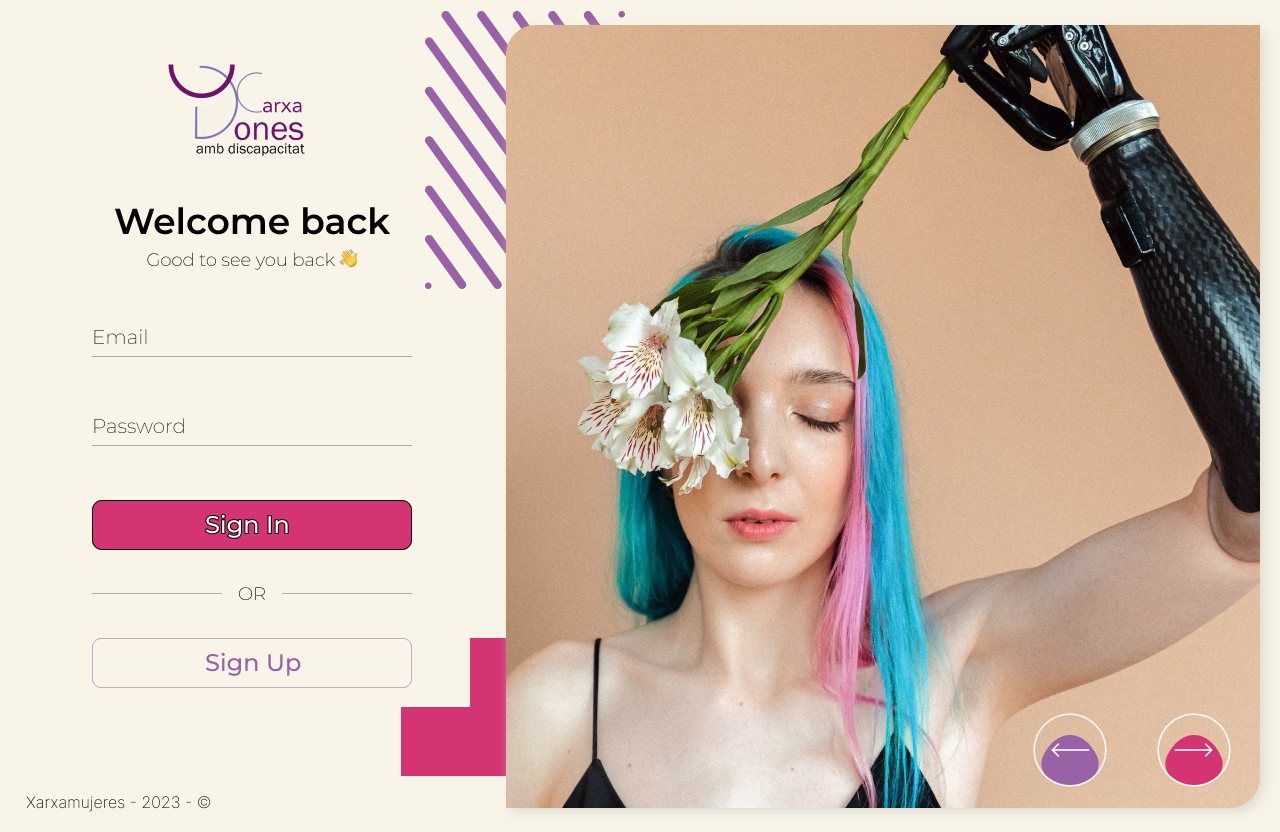 Xarxa
Dones
amb discapacitat
Welcome back
Good to see you back 👋
Email
Password
Sign In
OR
Sign Up
Xarxamujeres - 2023 - ©